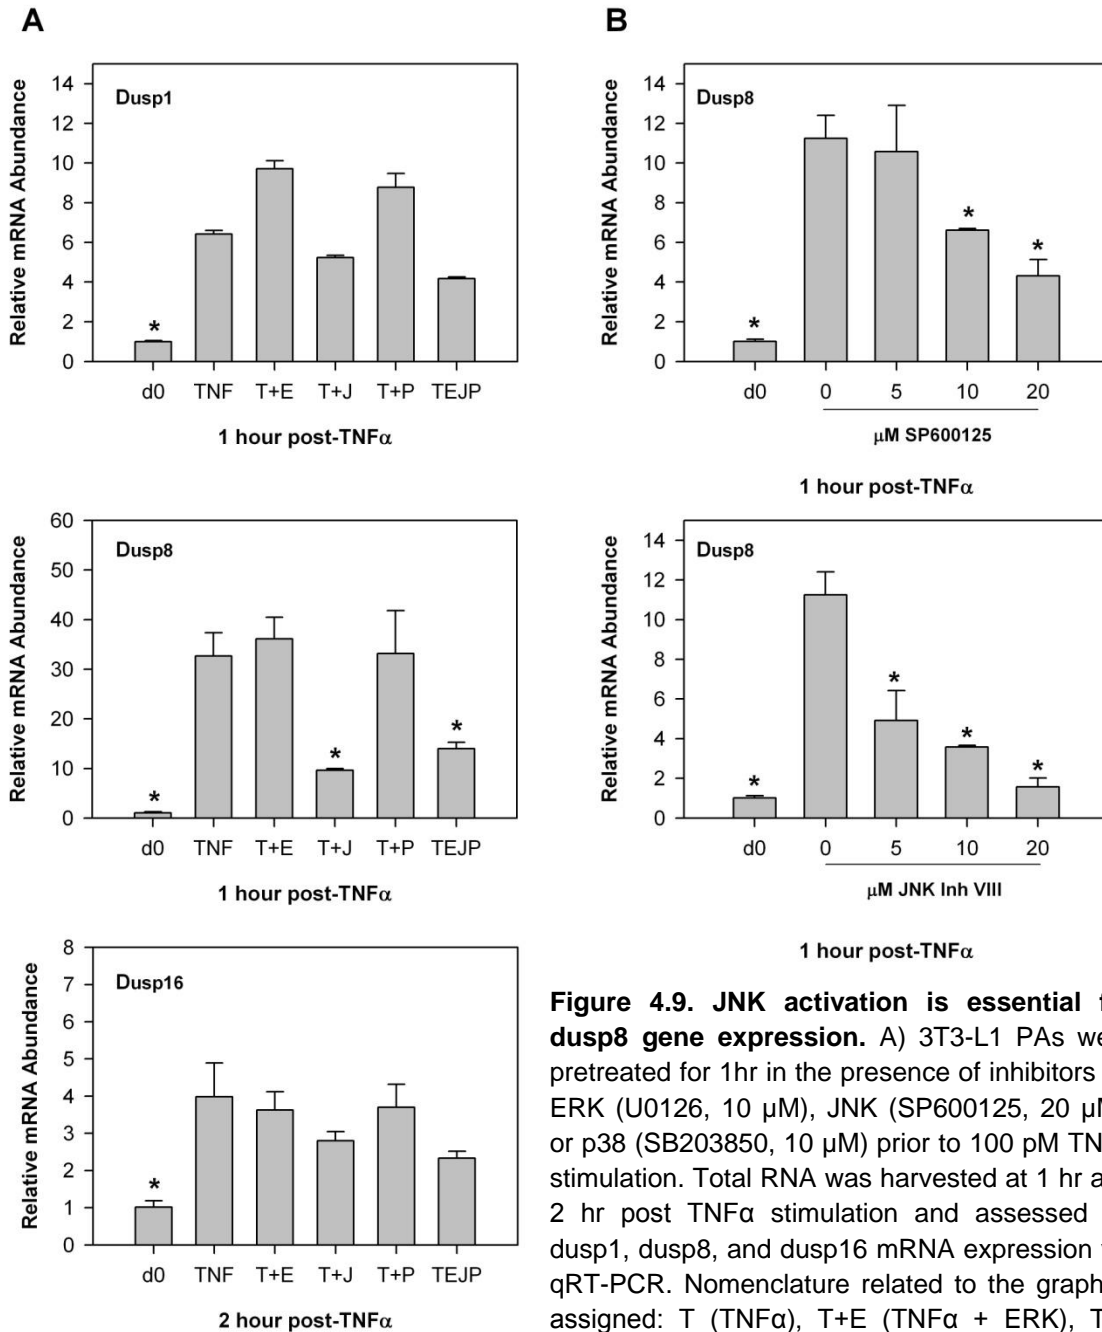 A
B
Dusp1
Relative mRNA Abundance
14
12
10
8
6
4
2
0
*
d0 TNF T+E T+J T+P TEJP
1 hour post-TNFα
Dusp8
Relative mRNA Abundance
14
12
10
8
6
4
2
0
* * *
d0 0 5 10 20
μM SP600125
1 hour post-TNFα
Dusp8
Relative mRNA Abundance
60
50
40
30
20
10
0
* * *
d0 TNF T+E T+J T+P TEJP
1 hour post-TNFα
Dusp8
Relative mRNA Abundance
14
12
10
8
6
4
2
0
* * * *
d0 0 5 10 20
μM JNK Inh VIII
1 hour post-TNFα
Dusp16
Relative mRNA Abundance
8
7
6
5
4
3
2
1
0
*
d0 TNF T+E T+J T+P TEJP
2 hour post-TNFα
Figure 4.9. JNK activation is essential f
dusp8 gene expression. A) 3T3-L1 PAs we
pretreated for 1hr in the presence of inhibitors
ERK (U0126, 10 μM), JNK (SP600125, 20 μM
or p38 (SB203850, 10 μM) prior to 100 pM TN
stimulation. Total RNA was harvested at 1 hr a
2 hr post TNFα stimulation and assessed
dusp1, dusp8, and dusp16 mRNA expression
qRT-PCR. Nomenclature related to the graph
assigned: T (TNFα), T+E (TNFα + ERK), T